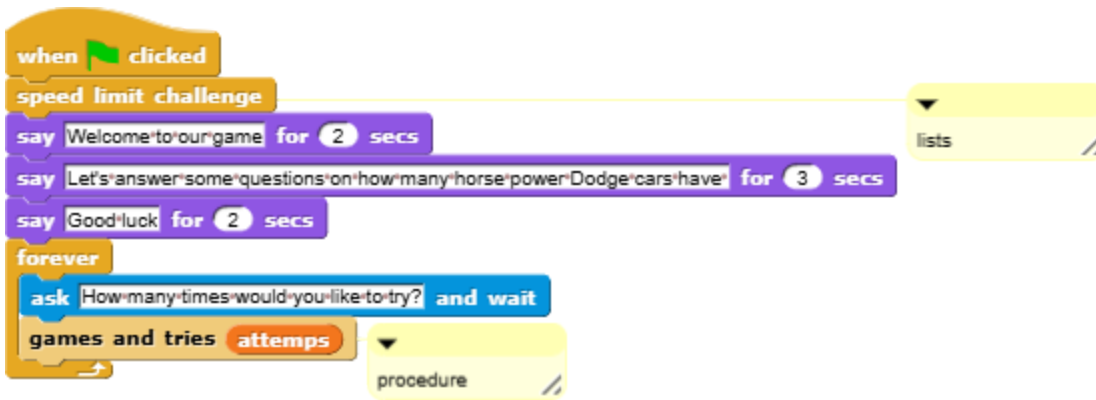 when clicked
speed limit challenge
lists
say Welcome to our game for 2 secs
say Let's answer some questions on how many horse power Dodge cars have for 3 secs
say Good luck for 2 secs
forever
ask How many times would you like to try? and wait
games and tries attemps
procedure